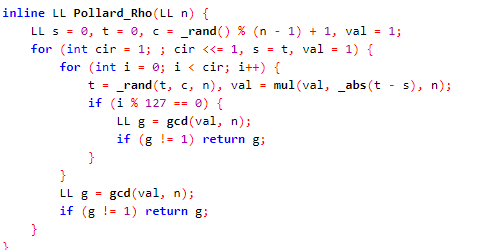 inline LL Pollard_Rho(LL n) {
    LL s = 0, t = 0, c = _rand() % (n - 1) + 1, val = 1;
    for (int cir = 1; ; cir <<= 1, s = t, val = 1) {
        for (int i = 0; i < cir; i++) {
            t = _rand(t, c, n), val = mul(val, _abs(t - s), n);
            if (i % 127 == 0) {
                LL g = gcd(val, n);
                if (g != 1) return g;
            }
        }
        LL g = gcd(val, n);
        if (g != 1) return g;
    }
}